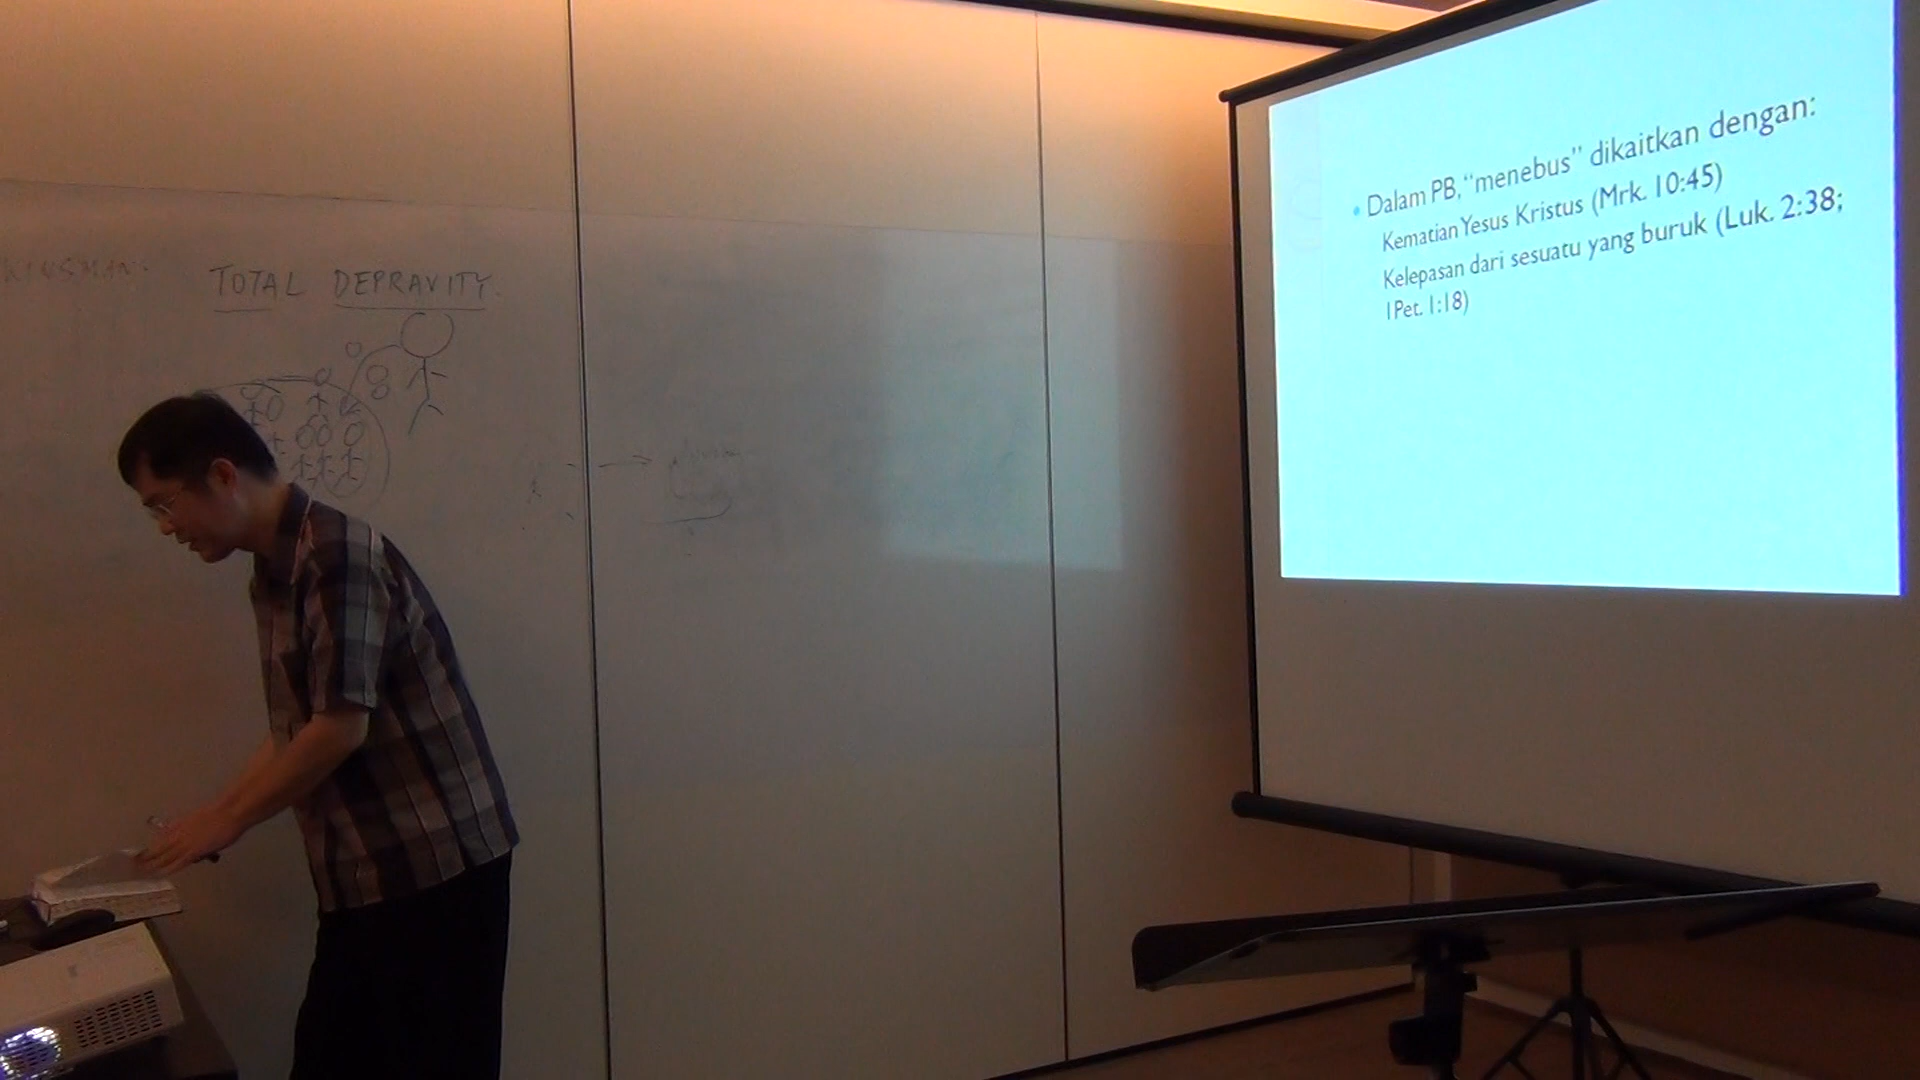 KINSMAN.
TOTAL DEPRAVITY.
• Dalam PB, “menebus” dikaitkan dengan:
Kematian Yesus Kristus (Mrk. 10:45)
Kelepasan dari sesuatu yang buruk (Luk. 2:38;
1Pet. 1:18)